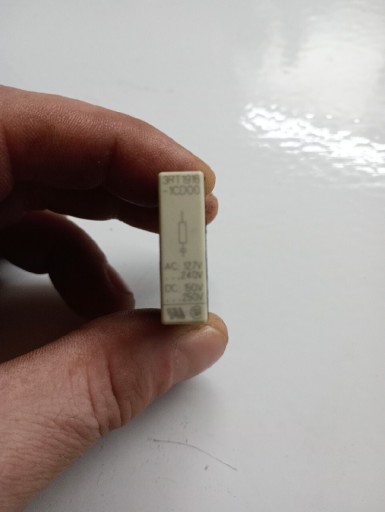 3RT1916
-1CD00
AC 127V
...240V
DC 150V
...250V